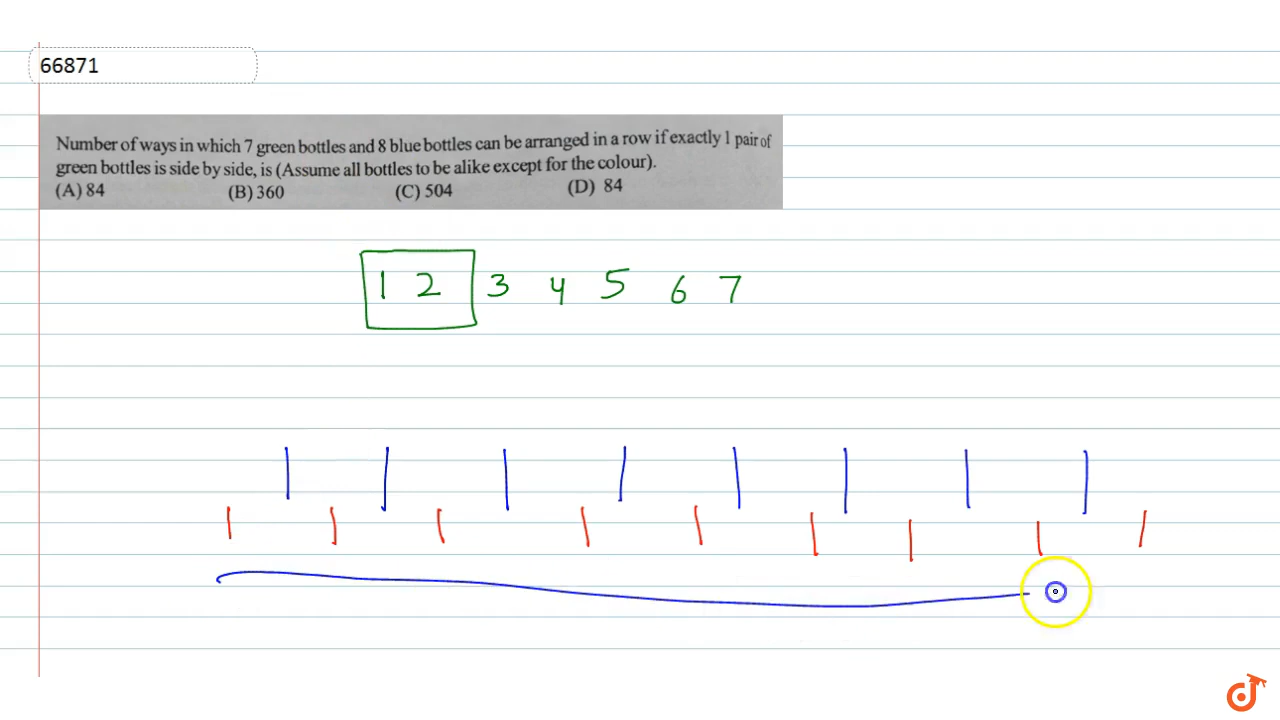 66871
Number of ways in which 7 green bottles and 8 blue bottles can be arranged in a row if exactly 1 pair of
green bottles is side by side, is (Assume all bottles to be alike except for the colour).
(A) 84 (B) 360 (C) 504 (D) 84
1 2 3 4 5 6 7